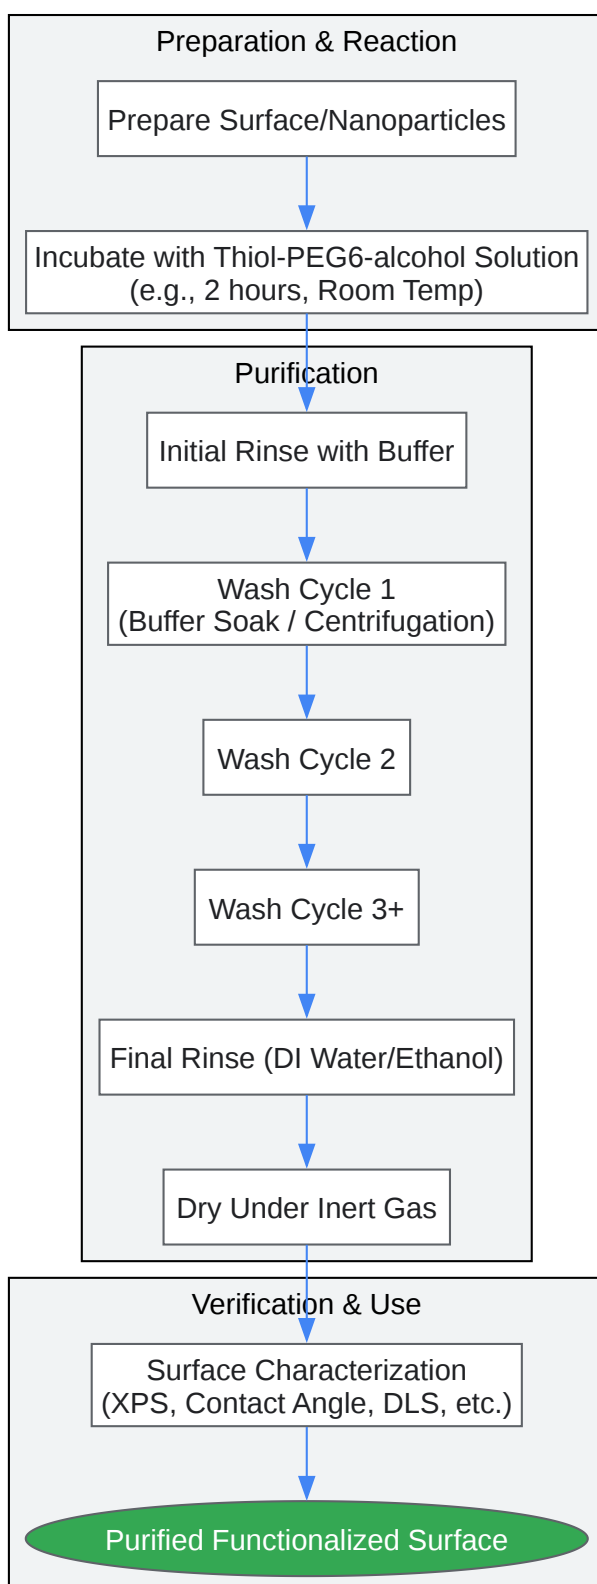 Preparation & Reaction
Prepare Surface/Nanoparticles
Incubate with Thiol-PEG6-alcohol Solution
(e.g., 2 hours, Room Temp)
Purification
Initial Rinse with Buffer
Wash Cycle 1
(Buffer Soak / Centrifugation)
Wash Cycle 2
Wash Cycle 3+
Final Rinse (DI Water/Ethanol)
Dry Under Inert Gas
Verification & Use
Surface Characterization
(XPS, Contact Angle, DLS, etc.)
Purified Functionalized Surface